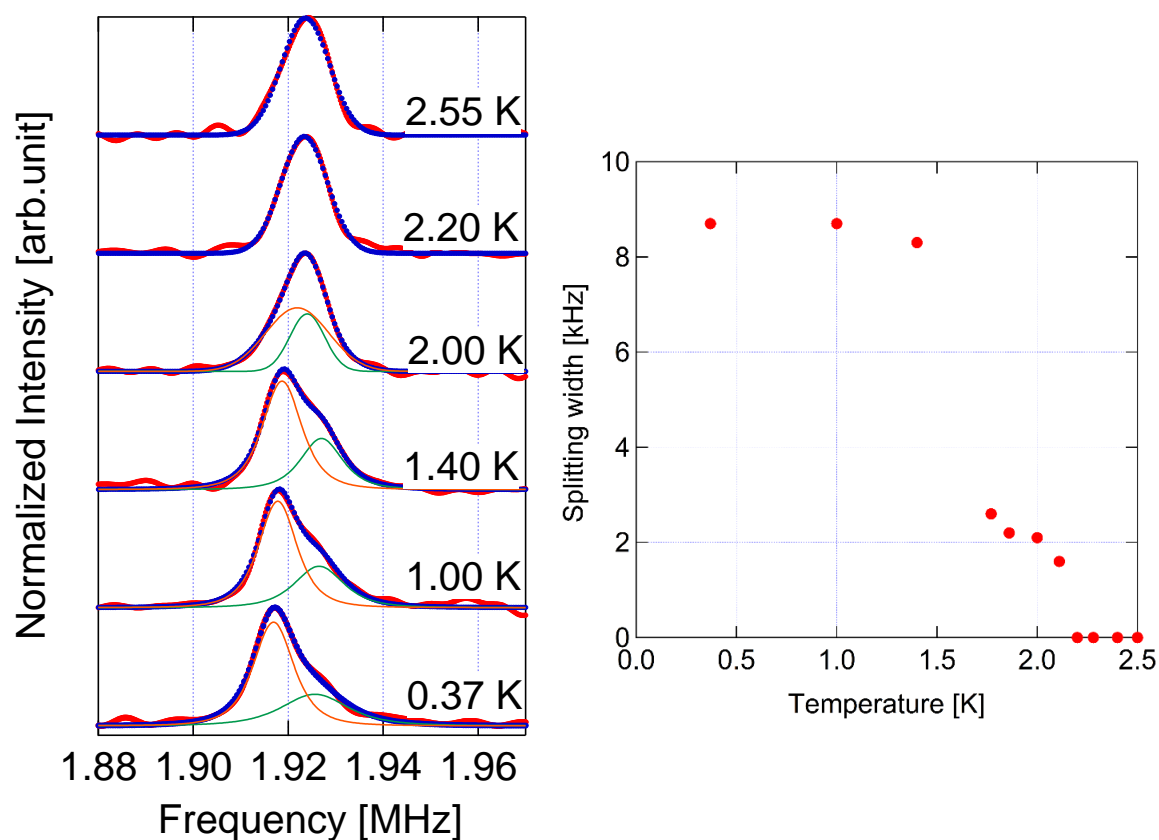 Normalized Intensity [arb.unit]
2.55 K
2.20 K
2.00 K
1.40 K
1.00 K
0.37 K
1.88 1.90 1.92 1.94 1.96
Frequency [MHz]
Splitting width [kHz]
10
8
6
4
2
0
0.0 0.5 1.0 1.5 2.0 2.5
Temperature [K]